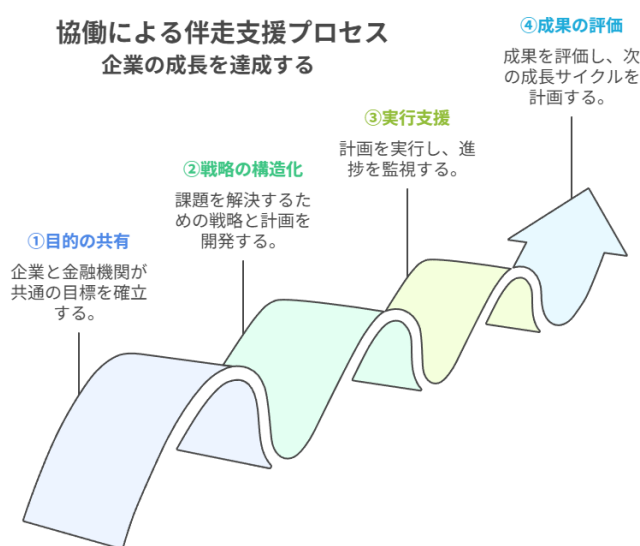 協働による伴走支援プロセス
企業の成長を達成する
①目的の共有
企業と金融機関が
共通の目標を確立
する。
②戦略の構造化
課題を解決するた
めの戦略と計画を
開発する。
③実行支援
計画を実行し、進
捗を監視する。
④成果の評価
成果を評価し、次
の成長サイクルを
計画する。